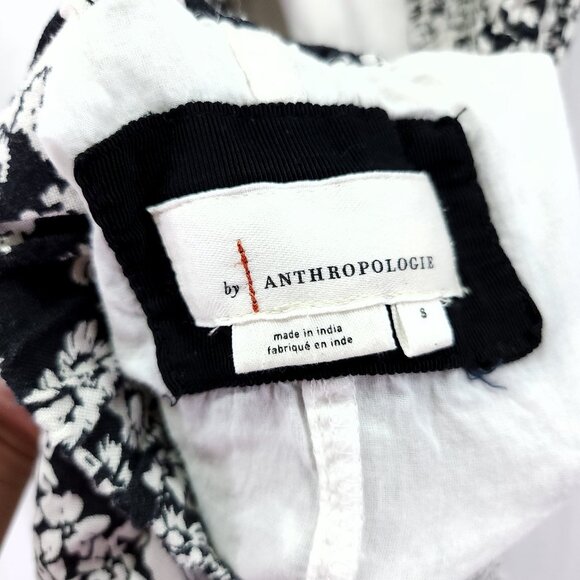 by ANTHROPOLOGIE
made in india
fabriqué en inde
S